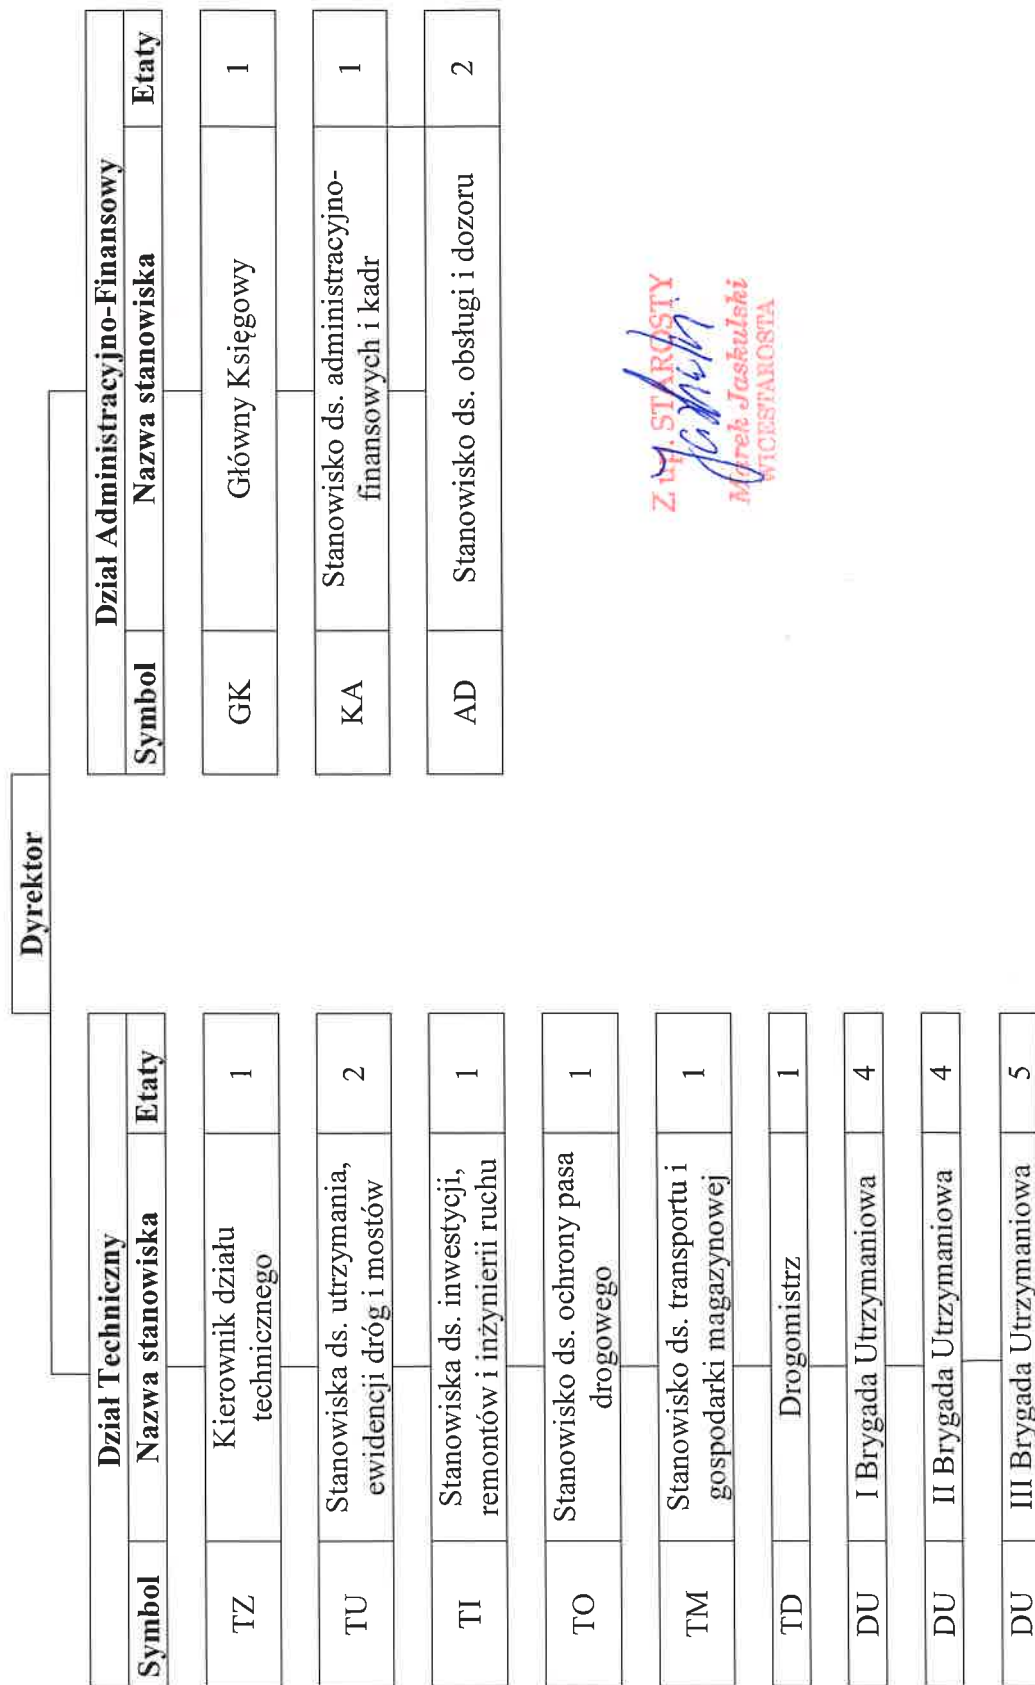 Dyrektor
Dział Techniczny
Symbol Nazwa stanowiska Etaty
TZ Kierownik działu
technicznego 1
TU Stanowiska ds. utrzymania,
ewidencji dróg i mostów 2
TI Stanowiska ds. inwestycji,
remontów i inżynierii ruchu 1
TO Stanowisko ds. ochrony pasa
drogowego 1
TM Stanowisko ds. transportu i
gospodarki magazynowej 1
TD Drogomistrz 1
DU I Brygada Utrzymaniowa 4
DU II Brygada Utrzymaniowa 4
DU III Brygada Utrzymaniowa 5
Dział Administracyjno-Finansowy
Symbol Nazwa stanowiska Etaty
GK Główny Księgowy 1
KA Stanowisko ds. administracyjno-
finansowych i kadr 1
AD Stanowisko ds. obsługi i dozoru 2
Z up. STAROSTY
Marek Jaskulski
WICESTAROSTA